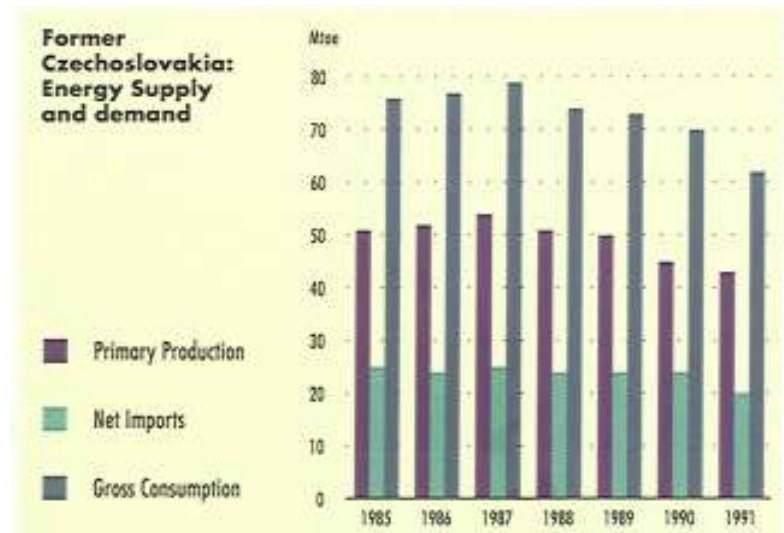 Former
Czechoslovakia:
Energy Supply
and demand
Primary Production
Net Imports
Gross Consumption
Mtoe
80
70
60
50
40
30
20
10
0
1985 1986 1987 1988 1989 1990 1991